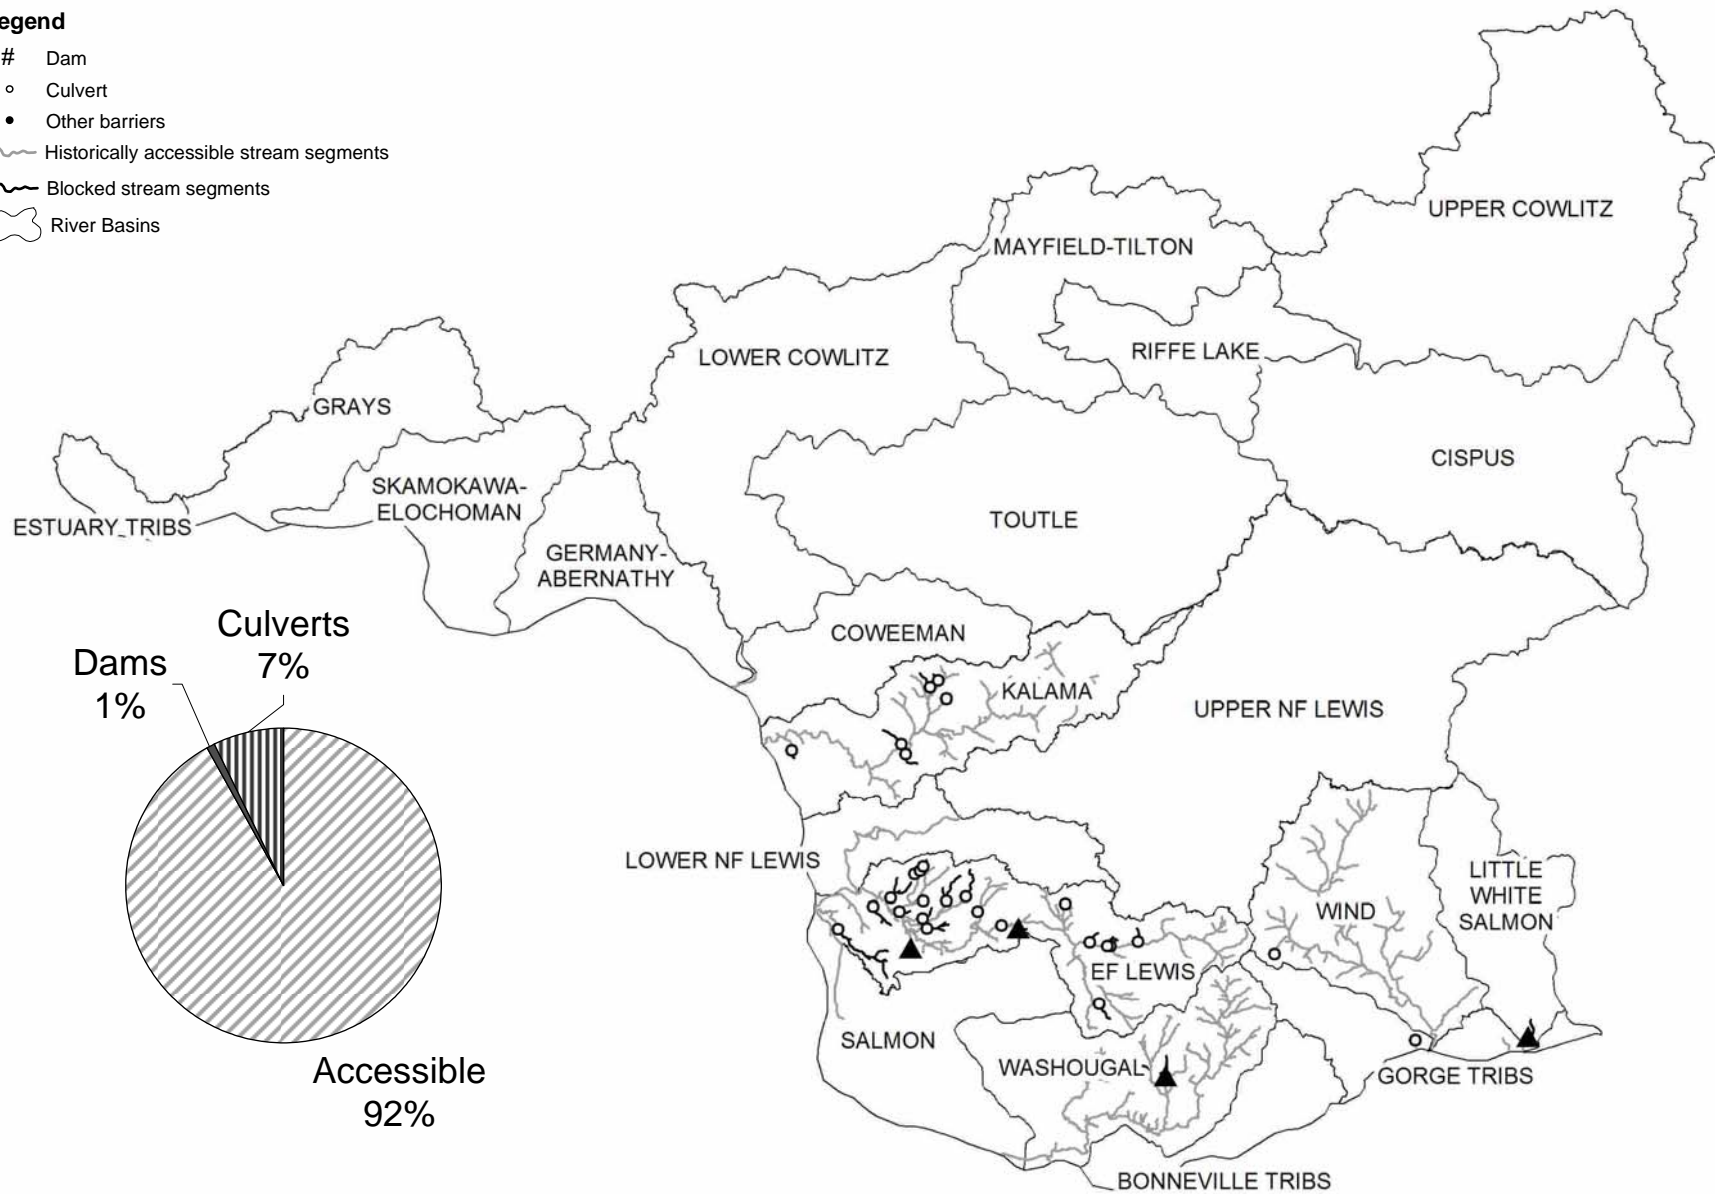 egend
# Dam
Culvert
Other barriers
Historically accessible stream segments
Blocked stream segments
River Basins
UPPER COWLITZ
MAYFIELD-TILTON
LOWER COWLITZ
RIFFE LAKE
GRAYS
CISPUS
SKAMOKAWA-
ELOCHOMAN
ESTUARY TRIBS
TOUTLE
GERMANY-
ABERNATHY
COWEEMAN
KALAMA
UPPER NF LEWIS
Culverts
7%
Dams
1%
LOWER NF LEWIS
LITTLE
WHITE
SALMON
WIND
EF LEWIS
SALMON
WASHOUGAL
GORGE TRIBS
Accessible
92%
BONNEVILLE TRIBS